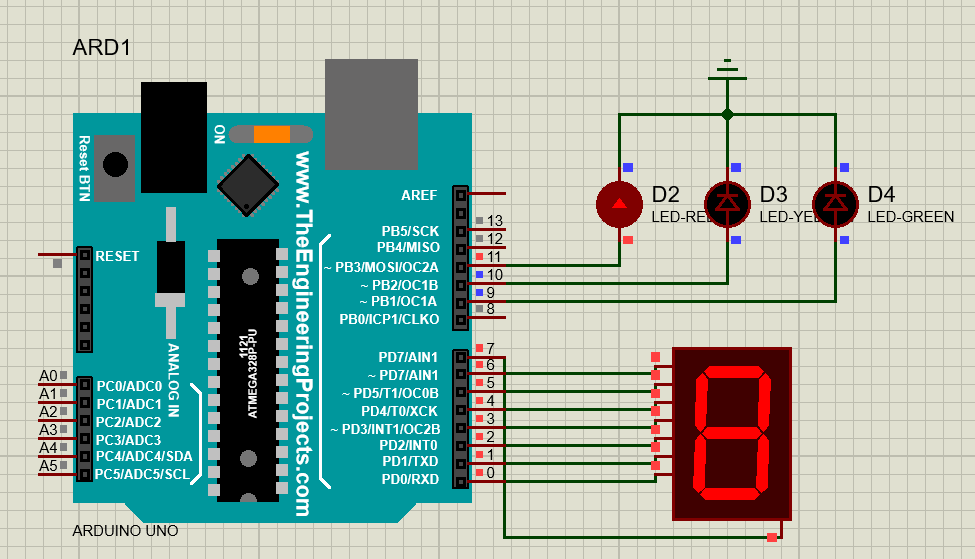 ARD1
Reset BTN
ON
www.TheEngineeringProjects.com
RESET
ANALOG IN
1121
ATMEGA328P-PU
AREF
PB5/SCK 13
PB4/MISO 12
~ PB3/MOSI/OC2A 11
~ PB2/OC1B 10
~ PB1/OC1A 9
PB0/ICP1/CLKO 8
PD7/AIN1 7
~ PD7/AIN1 6
~ PD5/T1/OC0B 5
PD4/T0/XCK 4
~ PD3/INT1/OC2B 3
PD2/INT0 2
PD1/TXD 1
PD0/RXD 0
A0 PC0/ADC0
A1 PC1/ADC1
A2 PC2/ADC2
A3 PC3/ADC3
A4 PC4/ADC4/SDA
A5 PC5/ADC5/SCL
ARDUINO UNO
D2
D3
D4
LED-GREEN
8